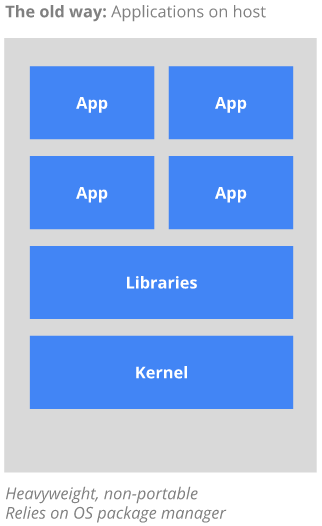 The old way: Applications on host
App App
App App
Libraries
Kernel
Heavyweight, non-portable
Relies on OS package manager